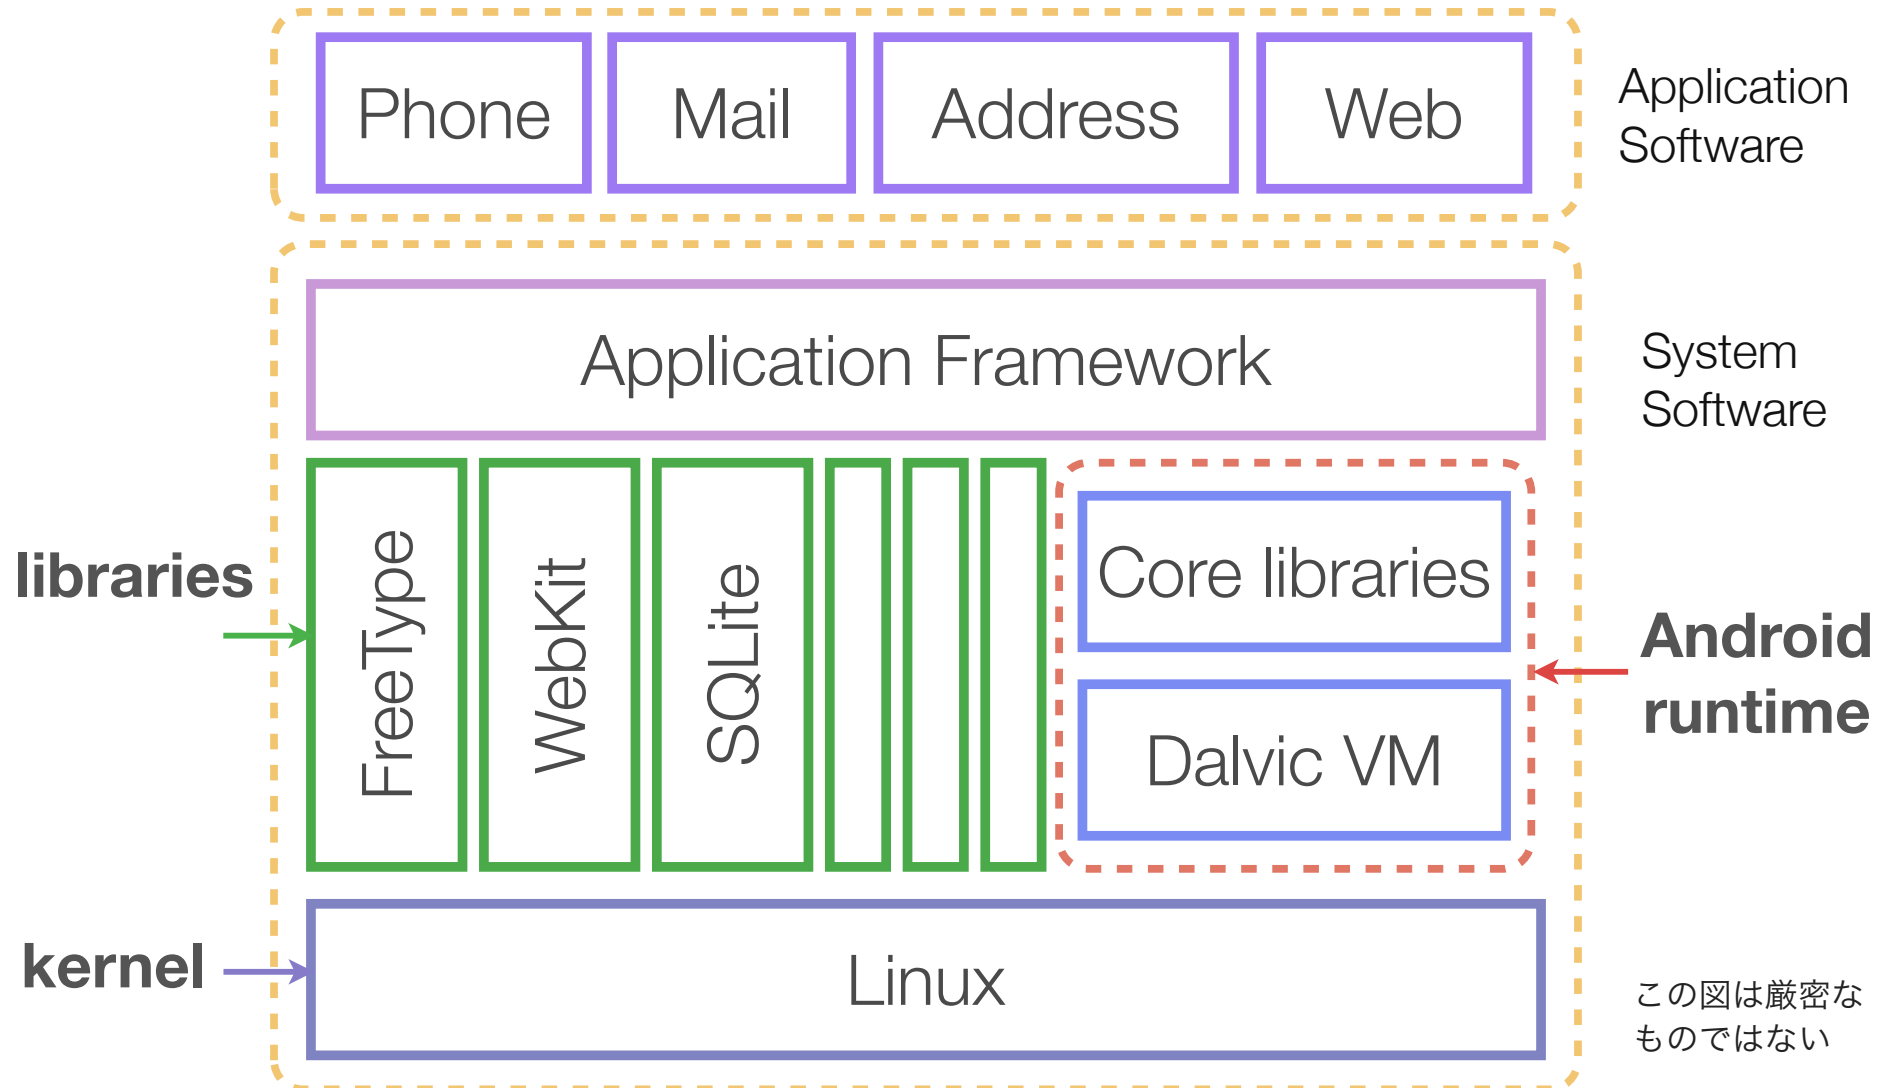 Phone
Mail
Address
Web
Application
Software
Application Framework
System
Software
libraries
FreeType
WebKit
SQLite
Core libraries
Dalvic VM
Android
runtime
kernel
Linux
この図は厳密な
ものではない